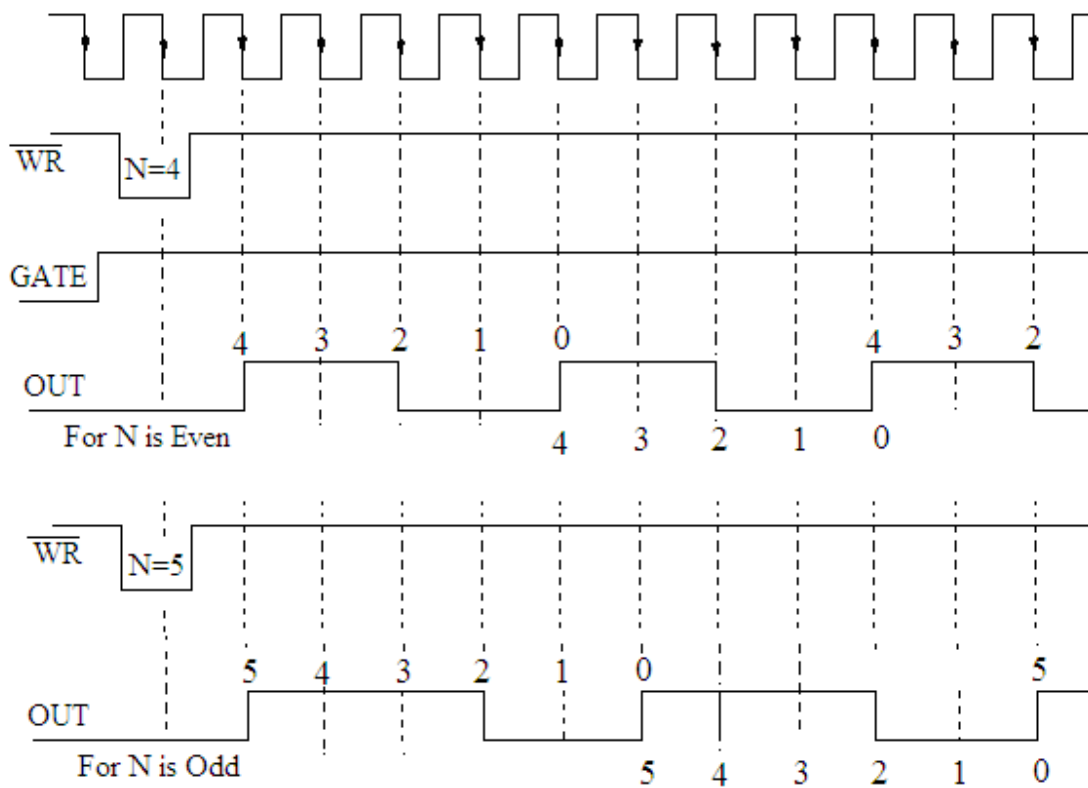 WR
N=4
GATE
4 3 2 1 0 4 3 2
OUT
For N is Even
4 3 2 1 0
WR
N=5
5 4 3 2 1 0 5
OUT
For N is Odd
5 4 3 2 1 0